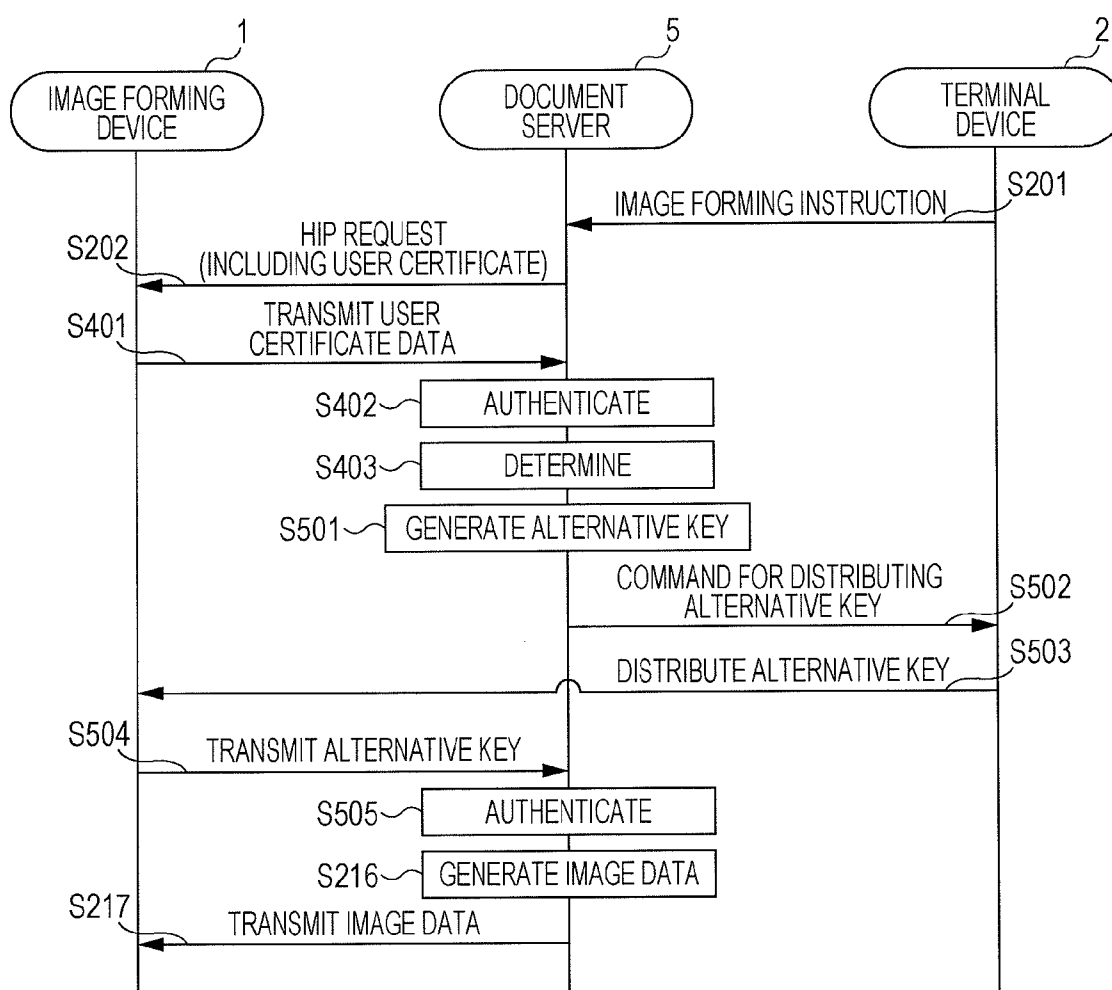 1
5
2
IMAGE FORMING
DEVICE
DOCUMENT
SERVER
TERMINAL
DEVICE
S201
IMAGE FORMING INSTRUCTION
S202
HIP REQUEST
(INCLUDING USER CERTIFICATE)
S401
TRANSMIT USER
CERTIFICATE DATA
S402
AUTHENTICATE
S403
DETERMINE
S501
GENERATE ALTERNATIVE KEY
COMMAND FOR DISTRIBUTING
ALTERNATIVE KEY
S502
DISTRIBUTE ALTERNATIVE KEY
S503
S504
TRANSMIT ALTERNATIVE KEY
S505
AUTHENTICATE
S216
GENERATE IMAGE DATA
S217
TRANSMIT IMAGE DATA